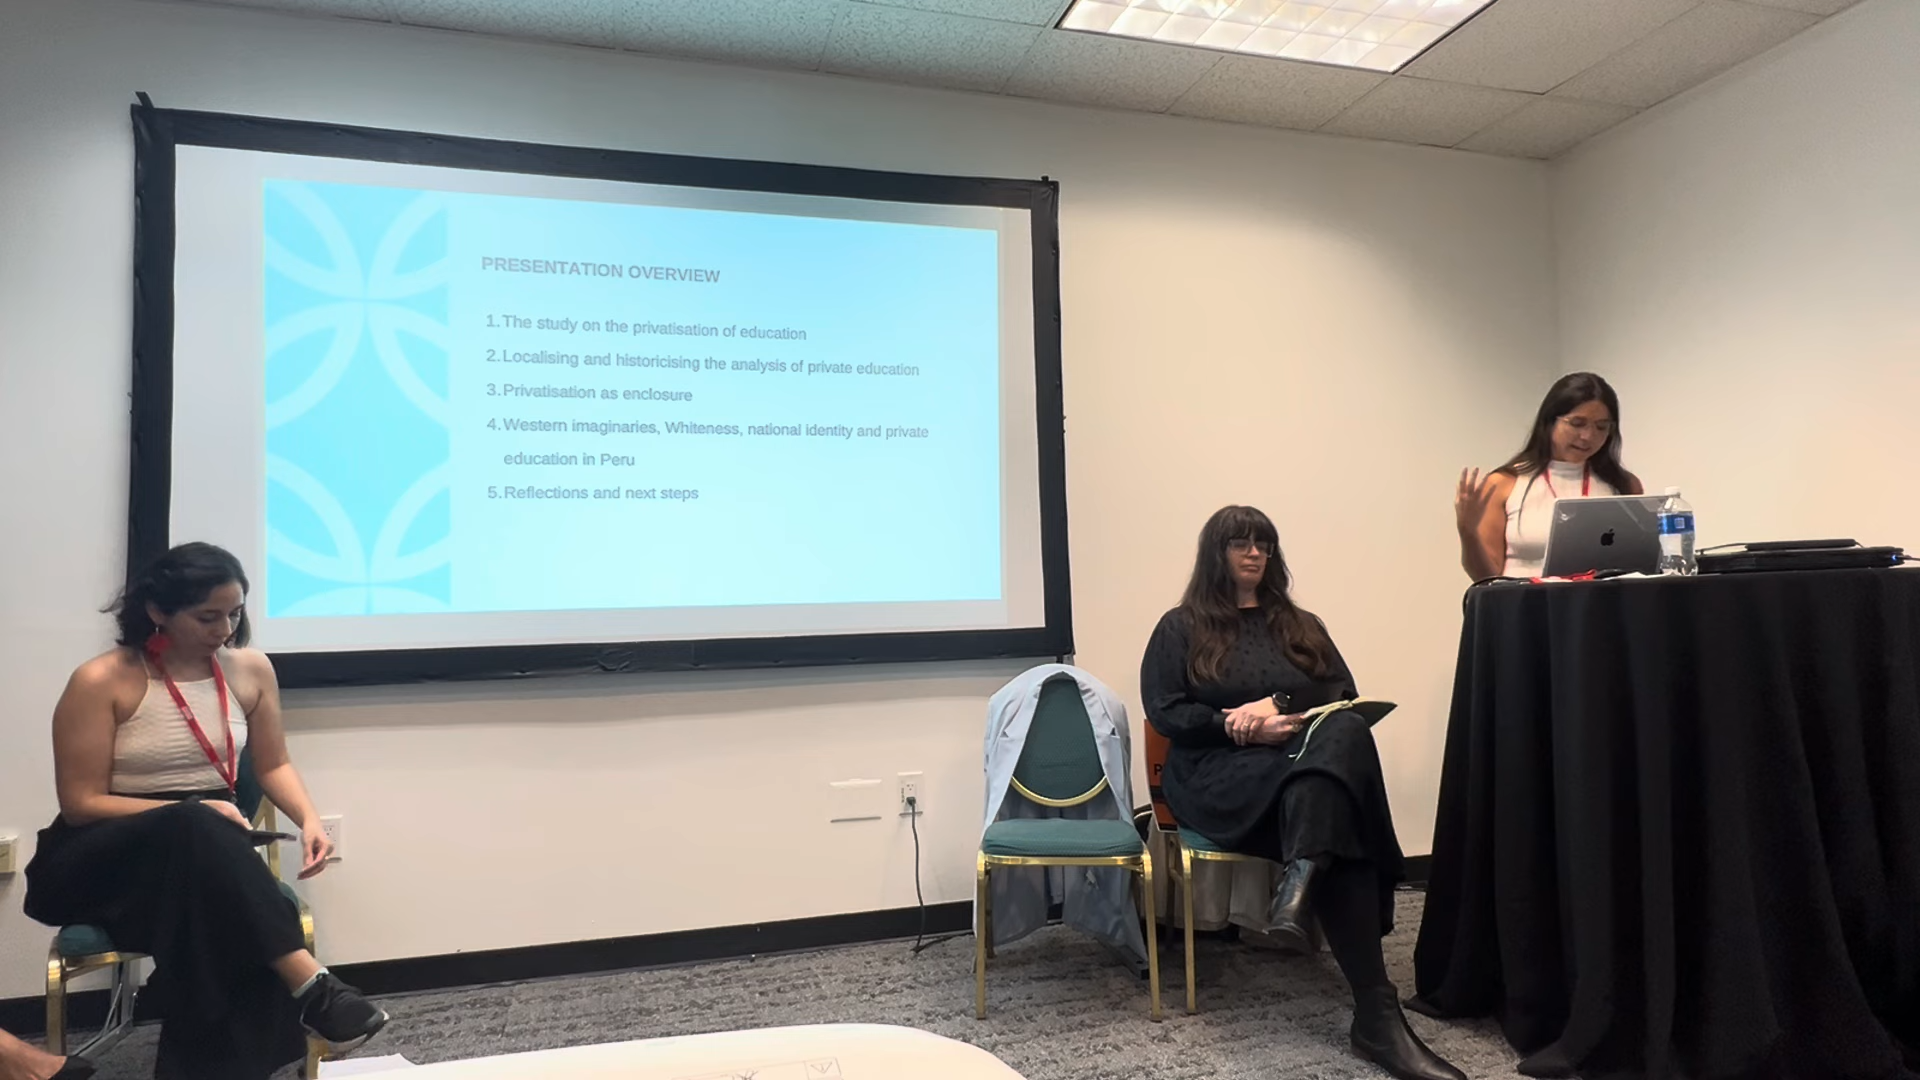 PRESENTATION OVERVIEW
1. The study on the privatisation of education
2. Localising and historicising the analysis of private education
3. Privatisation as enclosure
4. Western imaginaries, Whiteness, national identity and private
education in Peru
5. Reflections and next steps